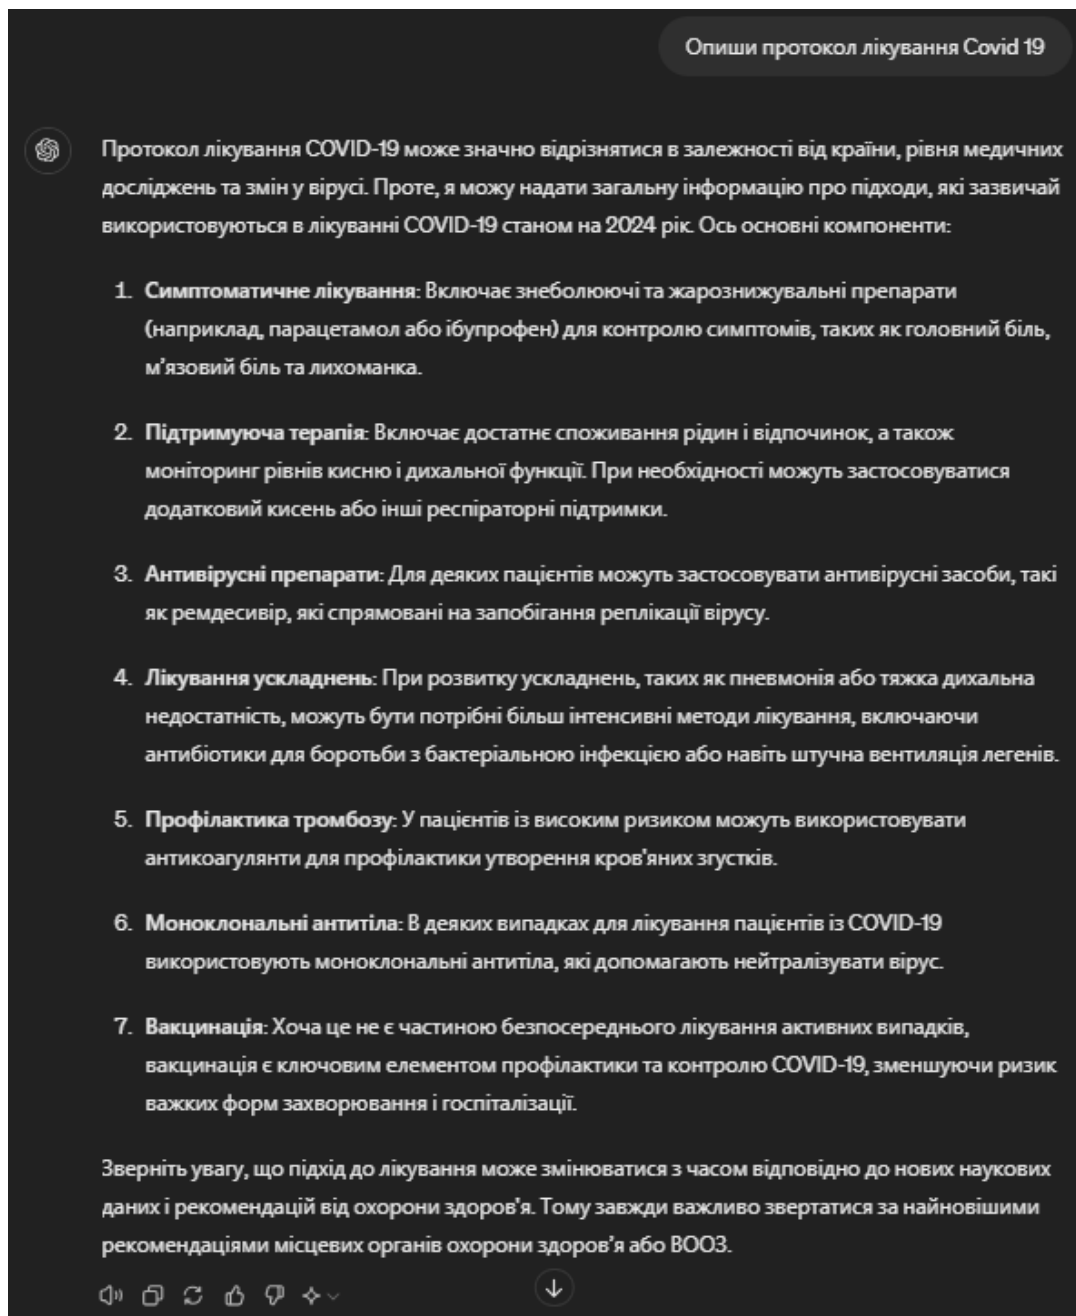 Опиши протокол лікування Covid 19
Протокол лікування COVID-19 може значно відрізнятися в залежності від країни, рівня медичних
досліджень та змін у вірусі. Проте, я можу надати загальну інформацію про підходи, які зазвичай
використовуються в лікуванні COVID-19 станом на 2024 рік. Ось основні компоненти:
1. Симптоматичне лікування: Включає знеболюючі та жарознижувальні препарати
(наприклад, парацетамол або ібупрофен) для контролю симптомів, таких як головний біль,
м'язовий біль та лихоманка.
2. Підтримуюча терапія: Включає достатнє споживання рідин і відпочинок, а також
моніторинг рівнів кисню і дихальної функції. При необхідності можуть застосовуватися
додатковий кисень або інші респіраторні підтримки.
3. Антивірусні препарати: Для деяких пацієнтів можуть застосовувати антивірусні засоби, такі
як ремдесивір, які спрямовані на запобігання реплікації вірусу.
4. Лікування ускладнень: При розвитку ускладнень, таких як пневмонія або тяжка дихальна
недостатність, можуть бути потрібні більш інтенсивні методи лікування, включаючи
антибіотики для боротьби з бактеріальною інфекцією або навіть штучна вентиляція легенів.
5. Профілактика тромбозу: У пацієнтів із високим ризиком можуть використовувати
антикоагулянти для профілактики утворення кров'яних згустків.
6. Моноклональні антитіла: В деяких випадках для лікування пацієнтів із COVID-19
використовують моноклональні антитіла, які допомагають нейтралізувати вірус.
7. Вакцинація: Хоча це не є частиною безпосереднього лікування активних випадків,
вакцинація є ключовим елементом профілактики та контролю COVID-19, зменшуючи ризик
важких форм захворювання і госпіталізації.
Зверніть увагу, що підхід до лікування може змінюватися з часом відповідно до нових наукових
даних і рекомендацій від охорони здоров'я. Тому завжди важливо звертатися за найновішими
рекомендаціями місцевих органів охорони здоров'я або ВООЗ.